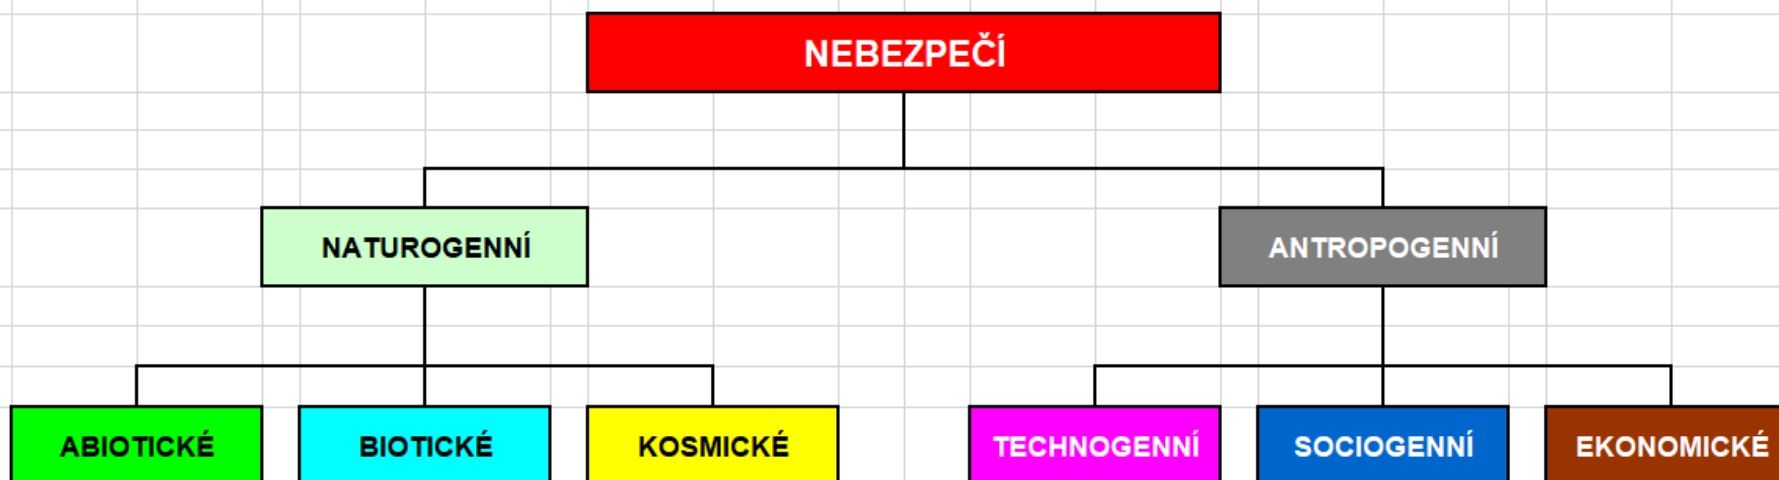 NEBEZPEČÍ
NATUROGENNÍ
ANTROPOGENNÍ
ABIOTICKÉ
BIOTICKÉ
KOSMICKÉ
TECHNOGENNÍ
SOCIOGENNÍ
EKONOMICKÉ